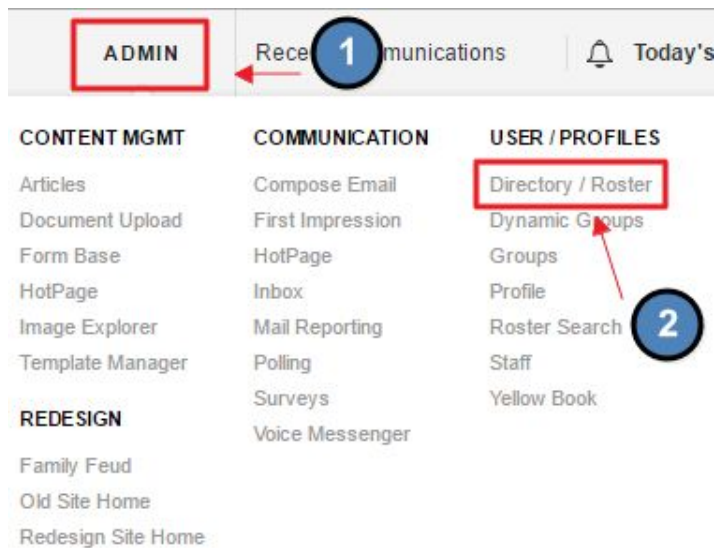 ADMIN
1
munications
Today's
CONTENT MGMT
Articles
Document Upload
Form Base
HotPage
Image Explorer
Template Manager
REDESIGN
Family Feud
Old Site Home
Redesign Site Home
COMMUNICATION
Compose Email
First Impression
HotPage
Inbox
Mail Reporting
Polling
Surveys
Voice Messenger
USER / PROFILES
Directory / Roster
Dynamic Groups
Groups
Profile
Roster Search
2
Staff
Yellow Book